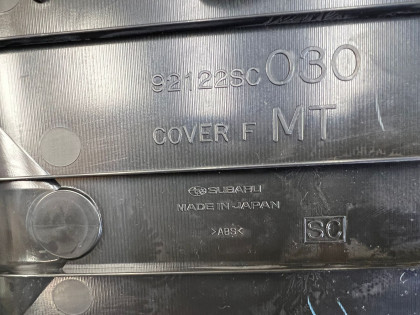 92122SC030
COVER F MT
SUBARU
MADE IN JAPAN
>ABS<
SC